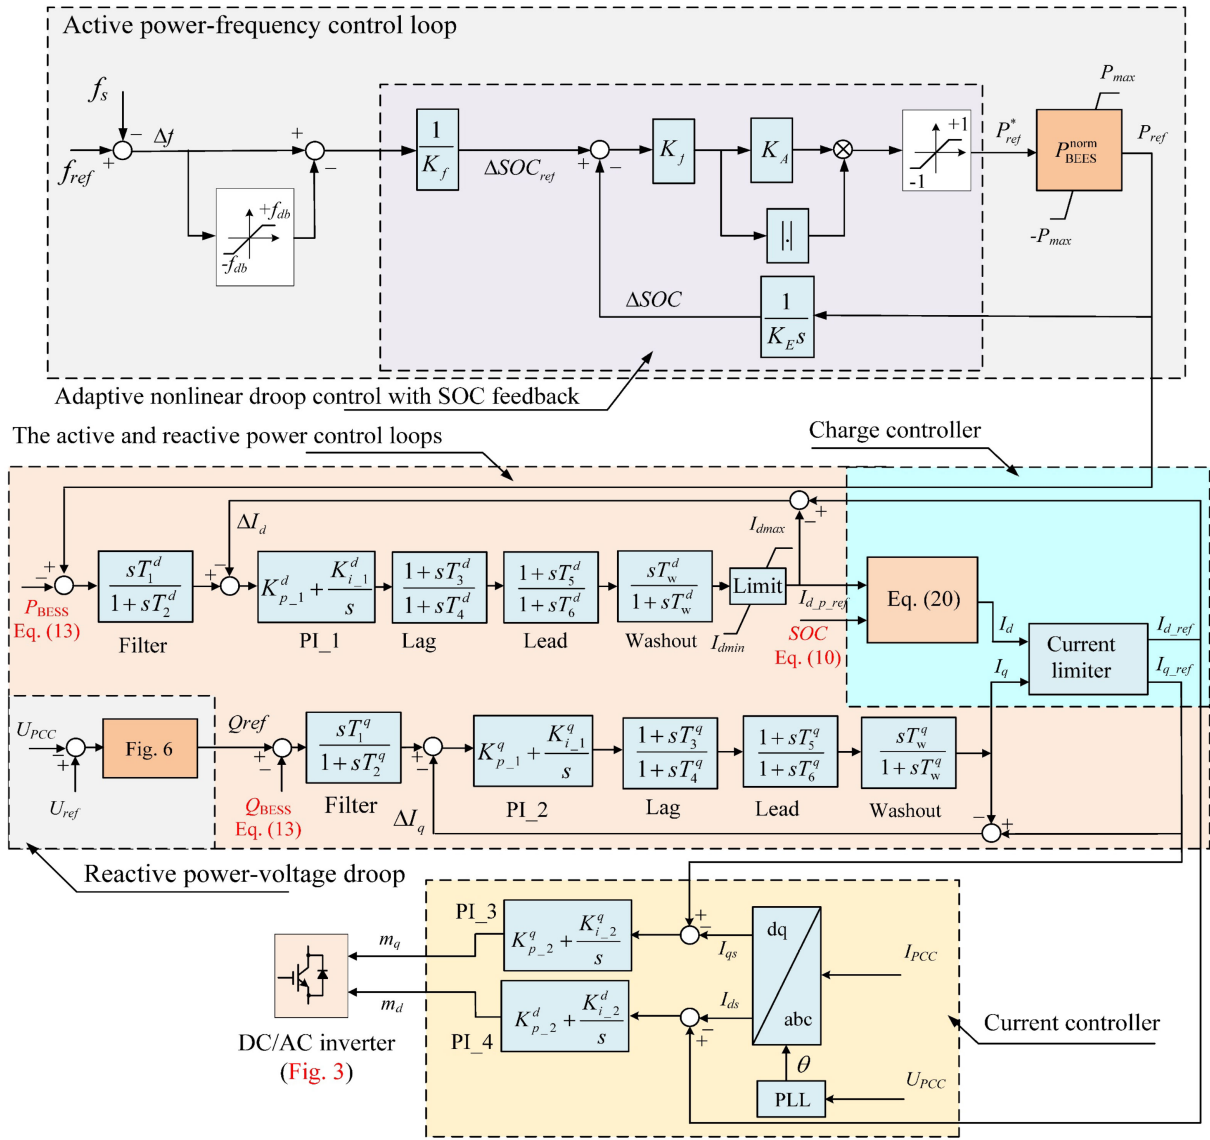 Active power-frequency control loop
f_s
f_ref
Δf
+f_db
-f_db
1/K_f
ΔSOC_ref
K_f
K_A
|.|
+1
-1
P*_ref
P_max
P^norm_BEES
-P_max
P_ref
ΔSOC
1/(K_E s)
Adaptive nonlinear droop control with SOC feedback
The active and reactive power control loops
Charge controller
ΔI_d
P_BESS
Eq. (13)
sT_1^d/(1+sT_2^d)
Filter
K_p_1^d + K_i_1^d/s
PI_1
(1+sT_3^d)/(1+sT_4^d)
Lag
(1+sT_5^d)/(1+sT_6^d)
Lead
sT_w^d/(1+sT_w^d)
Washout
I_dmax
Limit
I_dmin
I_d_p_ref
SOC
Eq. (10)
Eq. (20)
I_d
I_q
Current
limiter
I_d_ref
I_q_ref
U_PCC
U_ref
Fig. 6
Qref
Q_BESS
Eq. (13)
sT_1^q/(1+sT_2^q)
Filter
ΔI_q
K_p_1^q + K_i_1^q/s
PI_2
(1+sT_3^q)/(1+sT_4^q)
Lag
(1+sT_5^q)/(1+sT_6^q)
Lead
sT_w^q/(1+sT_w^q)
Washout
Reactive power-voltage droop
PI_3
K_p_2^q + K_i_2^q/s
m_q
I_qs
dq
abc
I_PCC
PI_4
K_p_2^d + K_i_2^d/s
m_d
I_ds
θ
PLL
U_PCC
Current controller
DC/AC inverter
(Fig. 3)